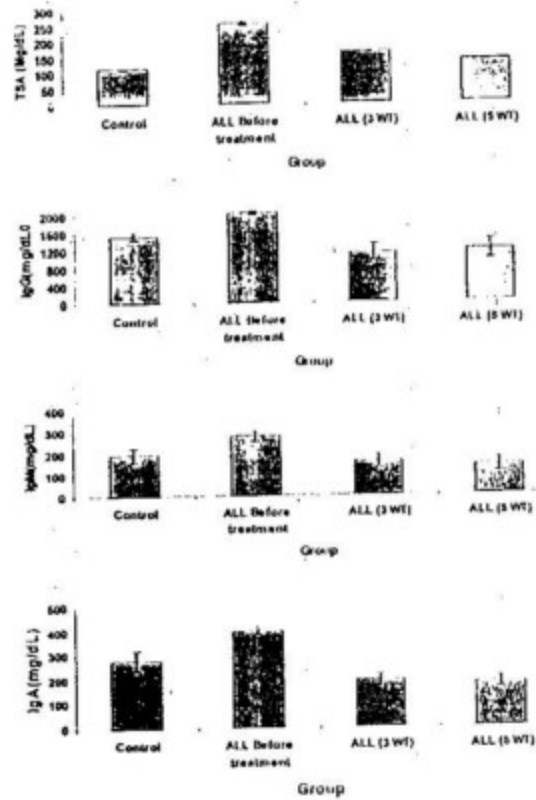 TSA (Mg/dL)
300
250
200
150
100
50
0
Control
ALL Before
treatment
ALL (3 WT)
ALL (5 WT)
Group
IgG(mg/dL0
2000
1600
1200
800
400
0
Control
ALL Before
treatment
ALL (3 WT)
ALL (5 WT)
Group
IgM(mg/dL)
400
300
200
100
0
Control
ALL Before
treatment
ALL (3 WT)
ALL (5 WT)
Group
IgA(mg/dL)
500
400
300
200
100
0
Control
ALL Before
treatment
ALL (3 WT)
ALL (5 WT)
Group